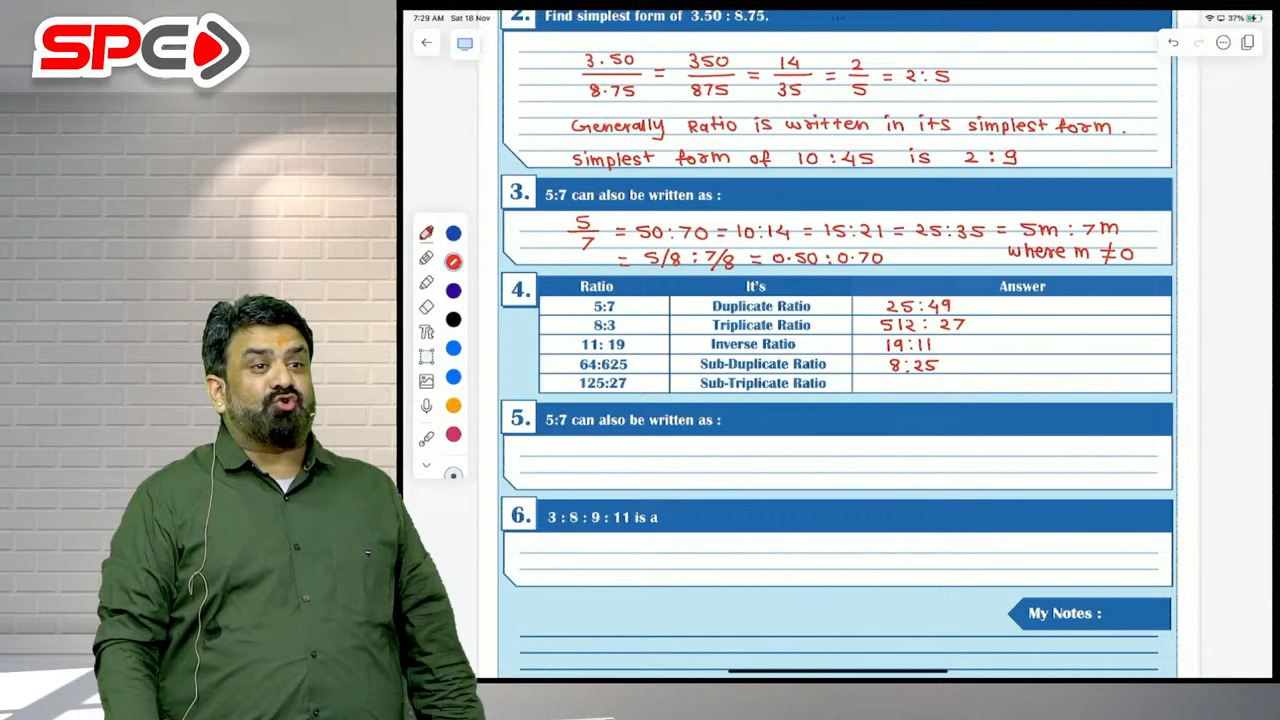 SPE
7:29 AM Sat 18 Nov
37%
2. Find simplest form of 3.50 : 8.75.
3.50/8.75 = 350/875 = 14/35 = 2/5 = 2:5
Generally Ratio is written in its simplest form.
Simplest form of 10:45 is 2:9
3. 5:7 can also be written as :
5/7 = 50:70 = 10:14 = 15:21 = 25:35 = 5m : 7m
= 5/8 : 7/8 = 0.50:0.70 where m ≠0
4. Ratio It's Answer
5:7 Duplicate Ratio 25:49
8:3 Triplicate Ratio 512: 27
11: 19 Inverse Ratio 19:11
64:625 Sub-Duplicate Ratio 8:25
125:27 Sub-Triplicate Ratio
5. 5:7 can also be written as :
6. 3 : 8 : 9 : 11 is a
My Notes :
Tt